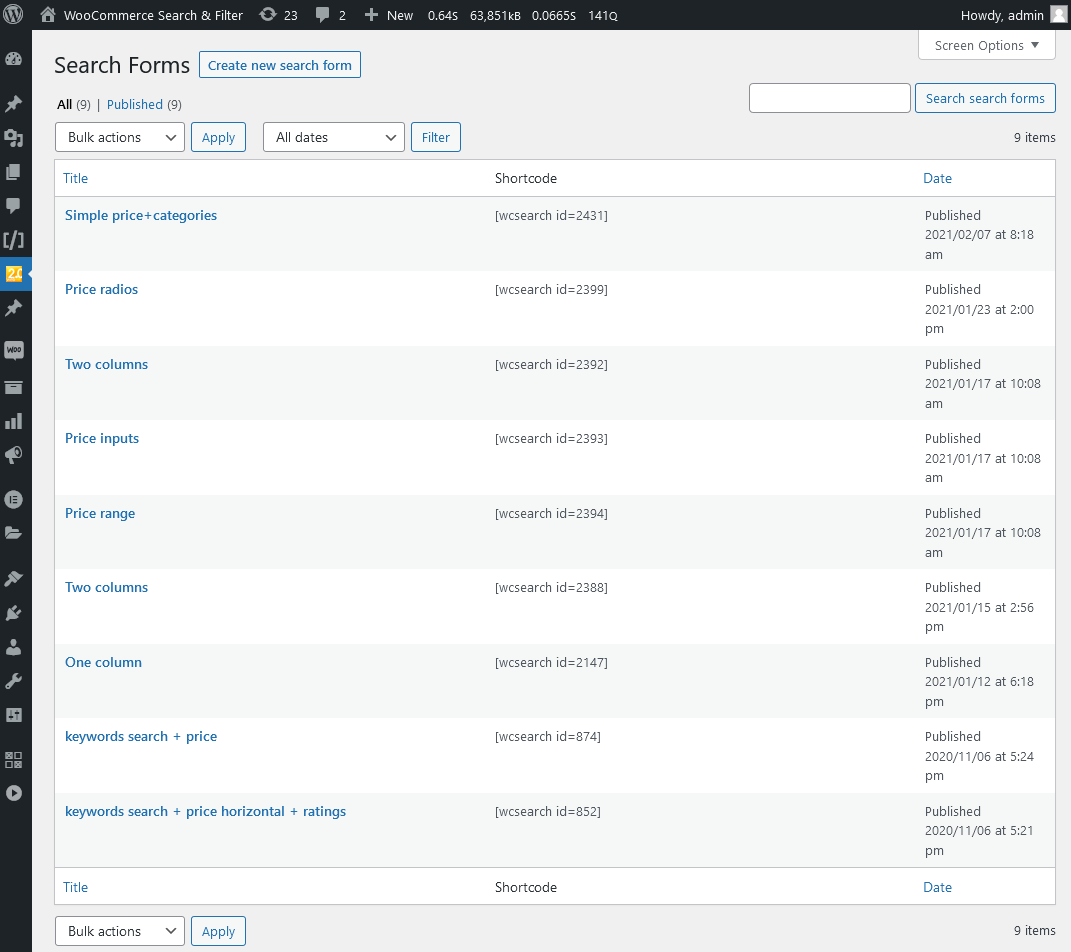 WooCommerce Search & Filter 23 2 New 0.64S 63,851KB 0.0665S 141Q Howdy, admin
Screen Options ▼
Search Forms Create new search form
All (9) | Published (9)
Search search forms
Bulk actions Apply All dates Filter 9 items
Title Shortcode Date
Simple price+categories [wcsearch id=2431] Published
2021/02/07 at 8:18
am
Price radios [wcsearch id=2399] Published
2021/01/23 at 2:00
pm
Two columns [wcsearch id=2392] Published
2021/01/17 at 10:08
am
Price inputs [wcsearch id=2393] Published
2021/01/17 at 10:08
am
Price range [wcsearch id=2394] Published
2021/01/17 at 10:08
am
Two columns [wcsearch id=2388] Published
2021/01/15 at 2:56
pm
One column [wcsearch id=2147] Published
2021/01/12 at 6:18
pm
keywords search + price [wcsearch id=874] Published
2020/11/06 at 5:24
pm
keywords search + price horizontal + ratings [wcsearch id=852] Published
2020/11/06 at 5:21
pm
Title Shortcode Date
Bulk actions Apply 9 items